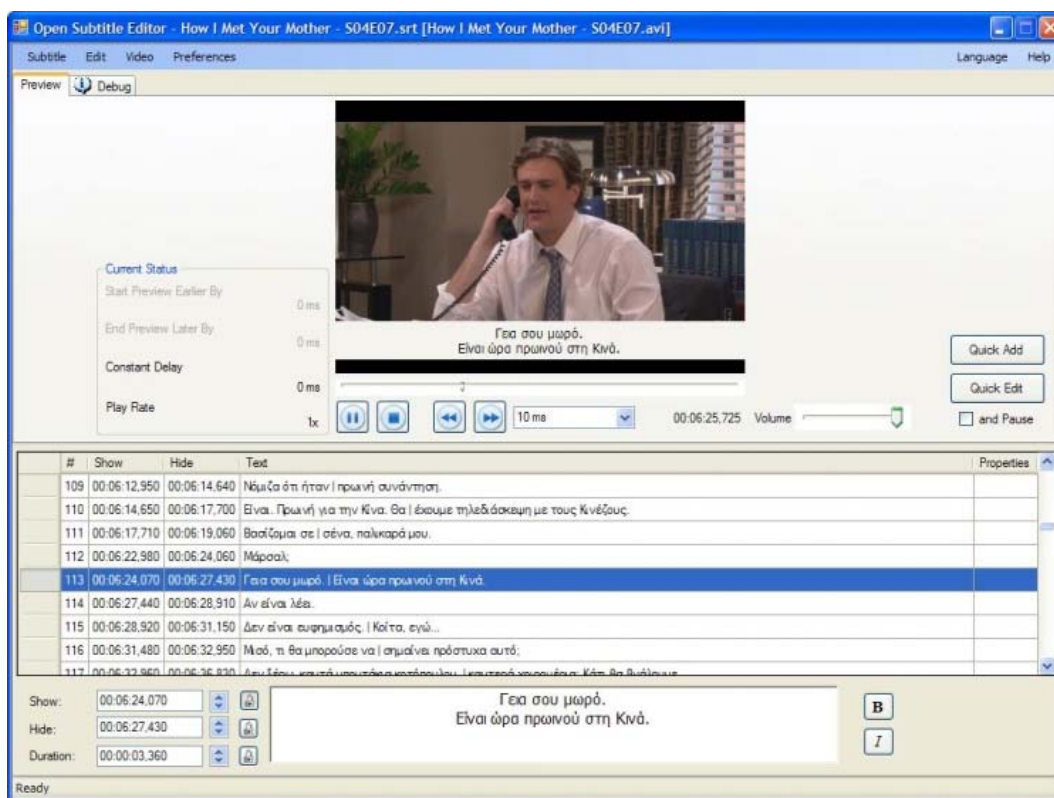 Open Subtitle Editor - How I Met Your Mother - S04E07.srt [How I Met Your Mother - S04E07.avi]
Subtitle Edit Video Preferences Language Help
Preview Debug
Current Status
Start Preview Earlier By
0 ms
End Preview Later By
0 ms
Constant Delay
0 ms
Play Rate
1x
Γεια σου μωρό.
Είναι ώρα πρωινού στη Κινά.
10 ms 00:06:25,725 Volume
Quick Add
Quick Edit
and Pause
# Show Hide Text Properties
109 00:06:12,950 00:06:14,640 Νόμιζα ότι ήταν | πρωινή συνάντηση.
110 00:06:14,650 00:06:17,700 Είναι. Πρωινή για την Κίνα. Θα | έχουμε τηλεδιάσκεψη με τους Κινέζους.
111 00:06:17,710 00:06:19,060 Βασίζομαι σε | σένα, παλικαρά μου.
112 00:06:22,980 00:06:24,060 Μάρσαλ;
113 00:06:24,070 00:06:27,430 Γεια σου μωρό. | Είναι ώρα πρωινού στη Κινά.
114 00:06:27,440 00:06:28,910 Αν είναι λέει.
115 00:06:28,920 00:06:31,150 Δεν είναι ευφημισμός. | Κοίτα, εγώ...
116 00:06:31,480 00:06:32,950 Μισό, τι θα μπορούσε να | σημαίνει πρόστυχα αυτό;
117 00:06:32,960 00:06:36,830
Show: 00:06:24,070
Hide: 00:06:27,430
Duration: 00:00:03,360
Γεια σου μωρό.
Είναι ώρα πρωινού στη Κινά.
B
I
Ready